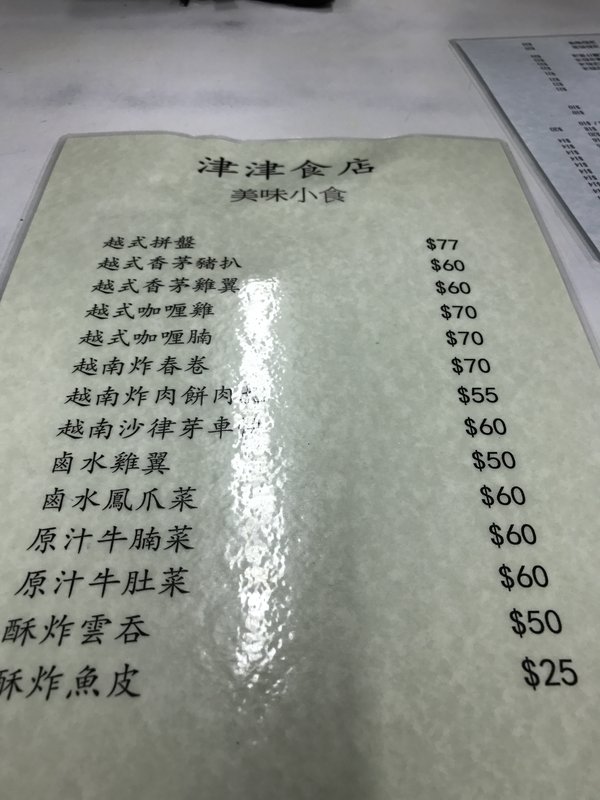 津津食店
美味小食
越式拼盤 $77
越式香茅豬扒 $60
越式香茅雞翼 $60
越式咖喱雞 $70
越式咖喱腩 $70
越南炸春卷 $70
越南炸肉餅肉 $55
越南沙律芽車 $60
鹵水雞翼 $50
鹵水鳳爪菜 $60
原汁牛腩菜 $60
原汁牛肚菜 $60
酥炸雲吞 $50
酥炸魚皮 $25